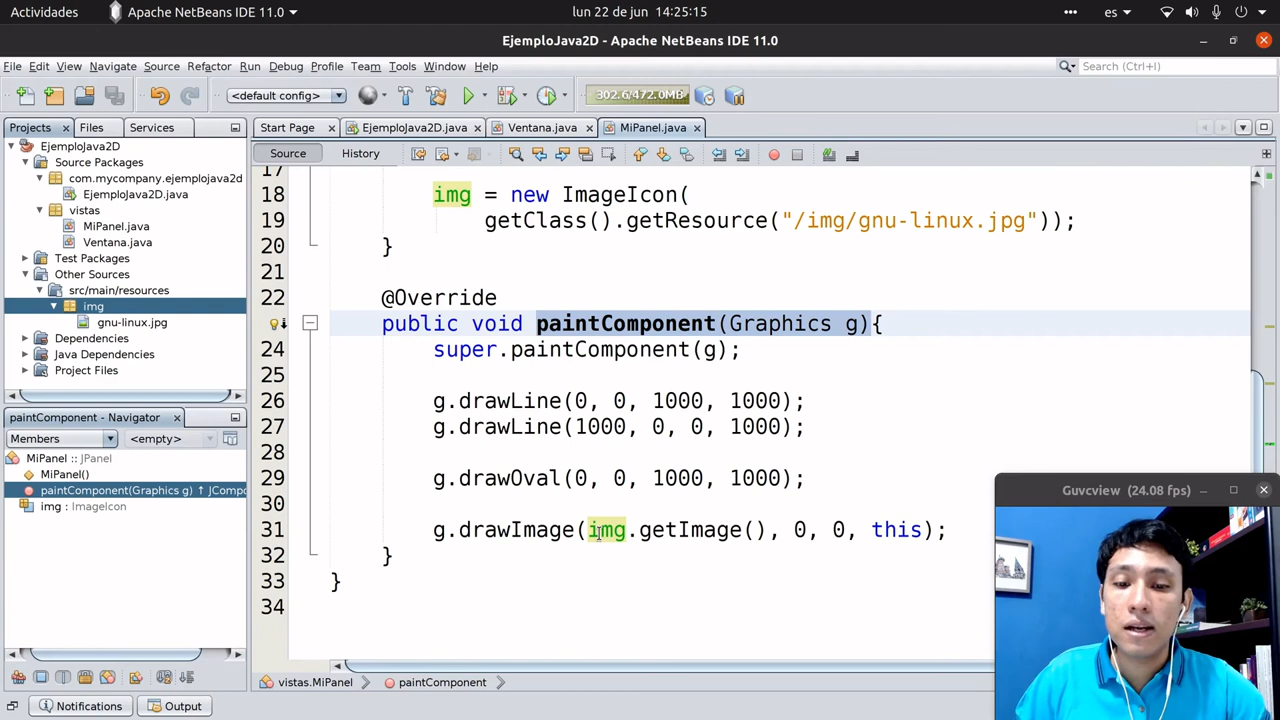 Actividades
Apache NetBeans IDE 11.0
lun 22 de jun 14:25:15
es
EjemploJava2D - Apache NetBeans IDE 11.0
File Edit View Navigate Source Refactor Run Debug Profile Team Tools Window Help
Search (Ctrl+I)
<default config>
302.6/472.0MB
Projects Files Services
Start Page EjemploJava2D.java Ventana.java MiPanel.java
Source History
EjemploJava2D
Source Packages
com.mycompany.ejemplojava2d
EjemploJava2D.java
vistas
MiPanel.java
Ventana.java
Test Packages
Other Sources
src/main/resources
img
gnu-linux.jpg
Dependencies
Java Dependencies
Project Files
paintComponent - Navigator
Members <empty>
MiPanel :: JPanel
MiPanel()
paintComponent(Graphics g) ↑ JCompo
img : ImageIcon
17
18 img = new ImageIcon(
19 getClass().getResource("/img/gnu-linux.jpg"));
20 }
21
22 @Override
public void paintComponent(Graphics g){
24 super.paintComponent(g);
25
26 g.drawLine(0, 0, 1000, 1000);
27 g.drawLine(1000, 0, 0, 1000);
28
29 g.drawOval(0, 0, 1000, 1000);
30
31 g.drawImage(img.getImage(), 0, 0, this);
32 }
33 }
34
Guvcview (24.08 fps)
vistas.MiPanel paintComponent
Notifications Output